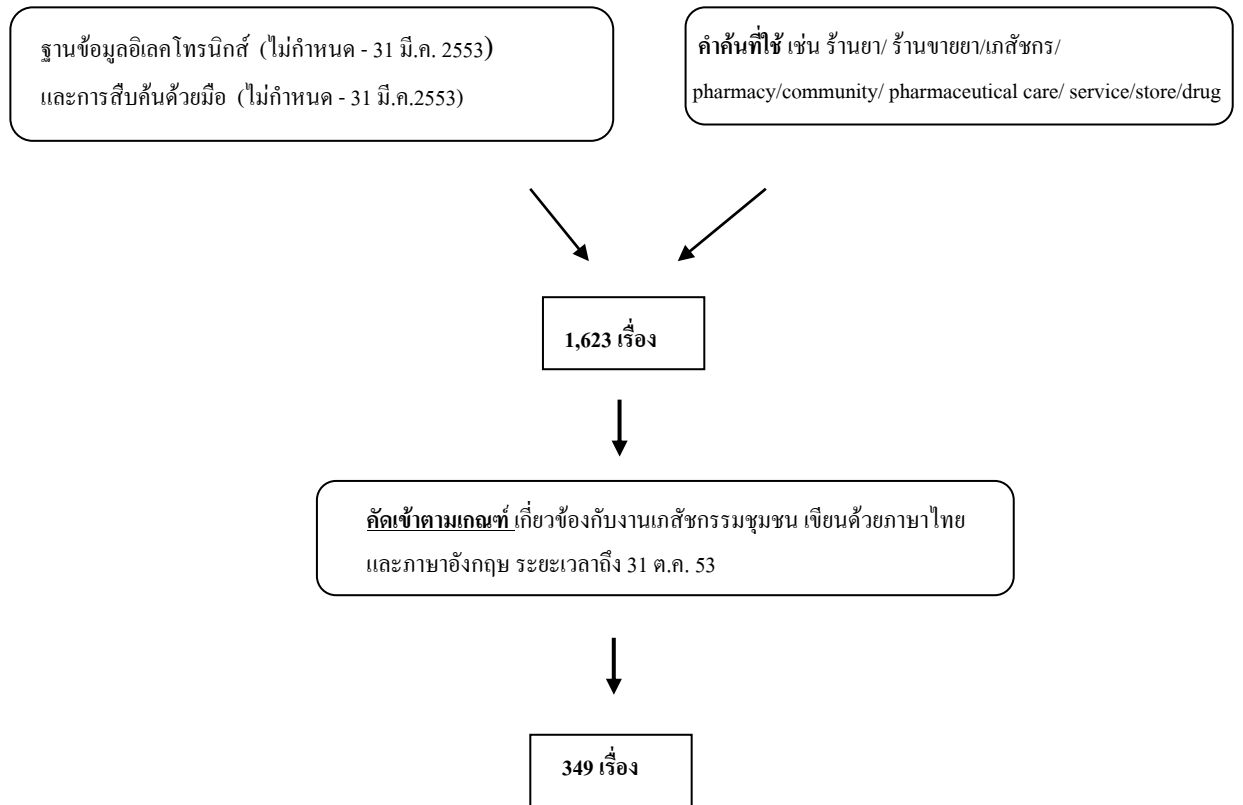 ฐานข้อมูลอิเลคโทรนิกส์ (ไม่กำหนด - 31 มี.ค. 2553)
และการสืบค้นด้วยมือ (ไม่กำหนด - 31 มี.ค.2553)
คำค้นที่ใช้ เช่น ร้านยา/ ร้านขายยา/เภสัชกร/
pharmacy/community/ pharmaceutical care/ service/store/drug
1,623 เรื่อง
คัดเข้าตามเกณฑ์ เกี่ยวข้องกับงานเภสัชกรรมชุมชน เขียนด้วยภาษาไทย
และภาษาอังกฤษ ระยะเวลาถึง 31 ต.ค. 53
349 เรื่อง